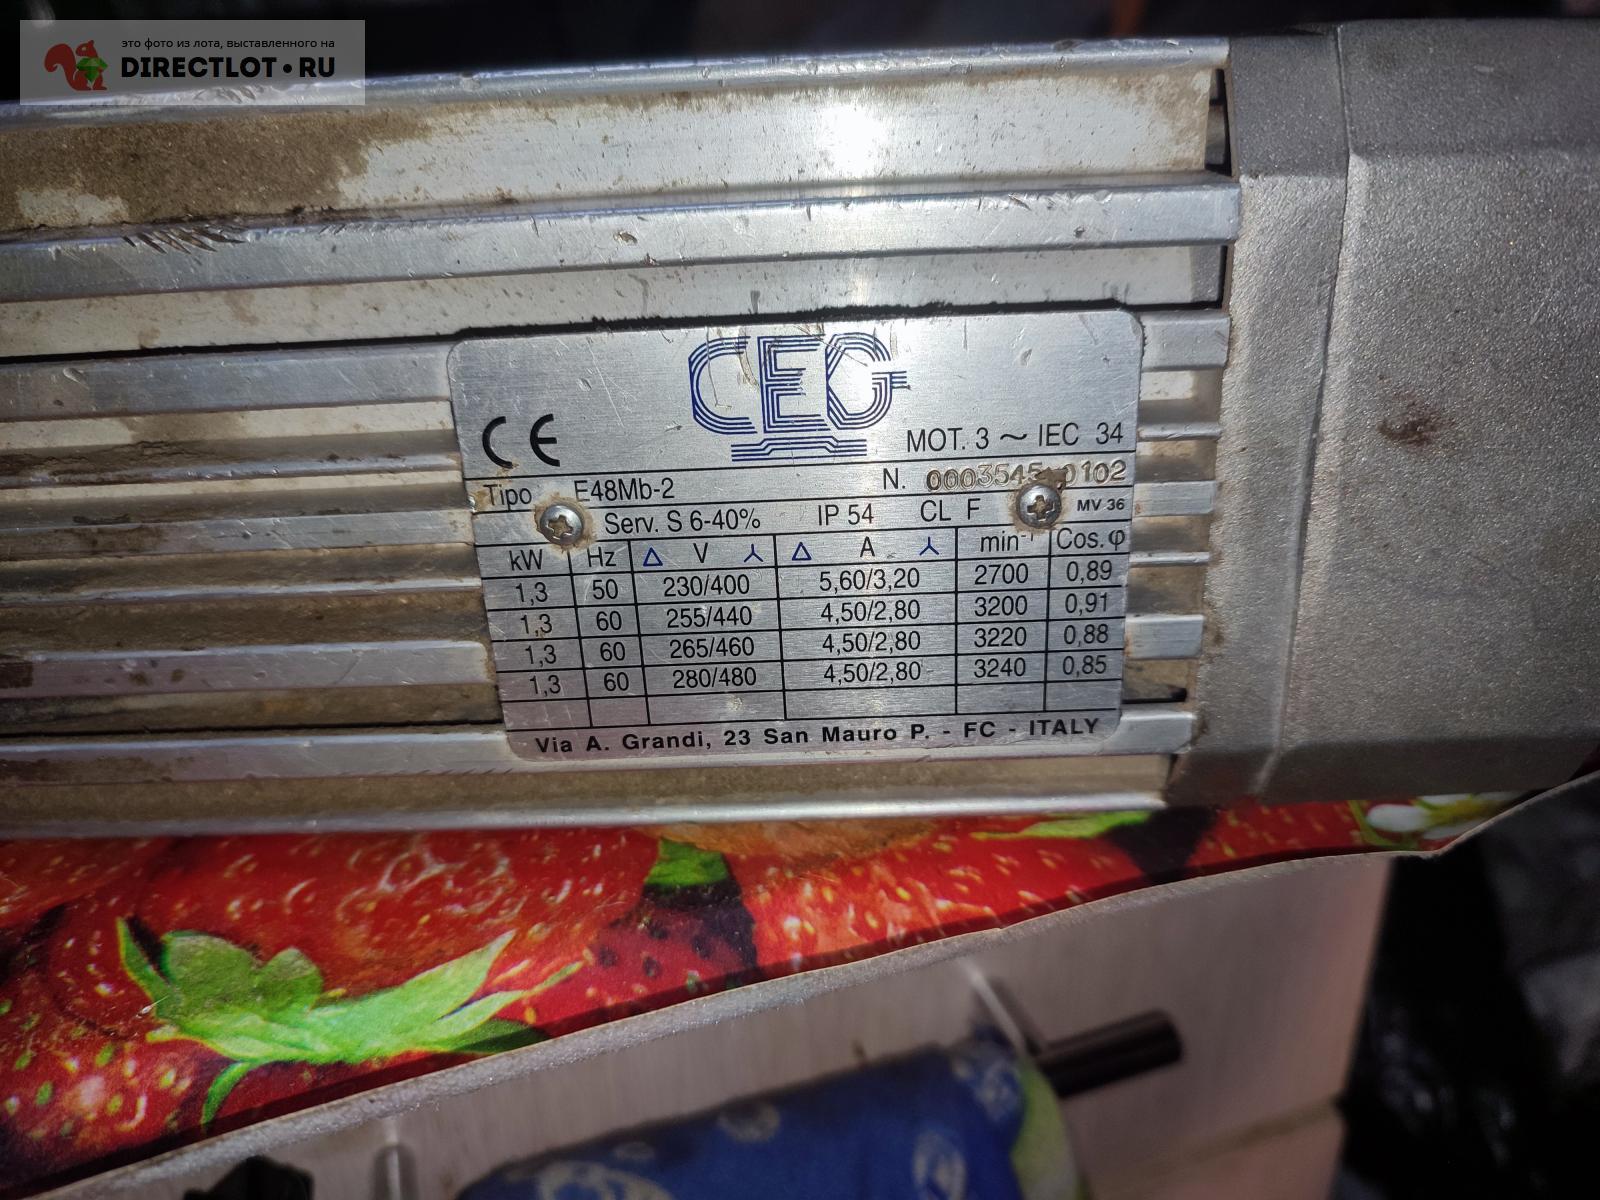 это фото из лота, выставленного на
DIRECTLOT.RU
CEG
CE
MOT. 3 ~ IEC 34
N. 0003545 0102
Tipo E48Mb-2
MV 36
Serv. S 6-40% IP 54 CL F
kW Hz Δ V ⅄ Δ A ⅄ min⁻¹ Cos.φ
1,3 50 230/400 5,60/3,20 2700 0,89
1,3 60 255/440 4,50/2,80 3200 0,91
1,3 60 265/460 4,50/2,80 3220 0,88
1,3 60 280/480 4,50/2,80 3240 0,85
Via A. Grandi, 23 San Mauro P. - FC - ITALY